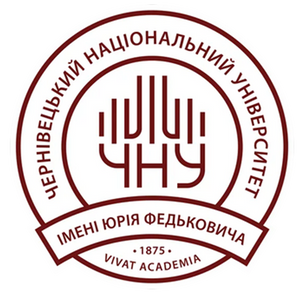 ЧЕРНІВЕЦЬКИЙ НАЦІОНАЛЬНИЙ УНІВЕРСИТЕТ
ЧНУ
ІМЕНІ ЮРІЯ ФЕДЬКОВИЧА
• 1875 •
VIVAT ACADEMIA